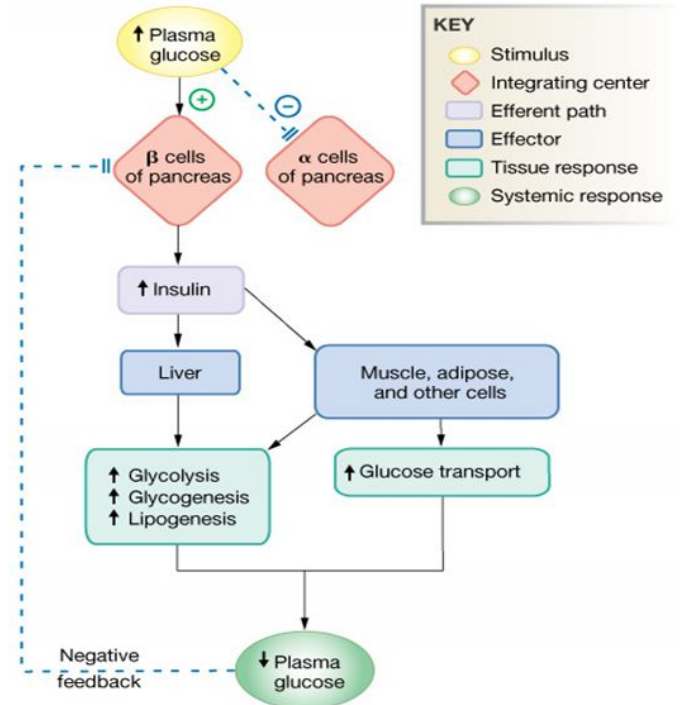 ↑ Plasma
glucose
+
−
β cells
of pancreas
α cells
of pancreas
↑ Insulin
Liver
Muscle, adipose,
and other cells
↑ Glycolysis
↑ Glycogenesis
↑ Lipogenesis
↑ Glucose transport
Negative
feedback
↓ Plasma
glucose
KEY
Stimulus
Integrating center
Efferent path
Effector
Tissue response
Systemic response